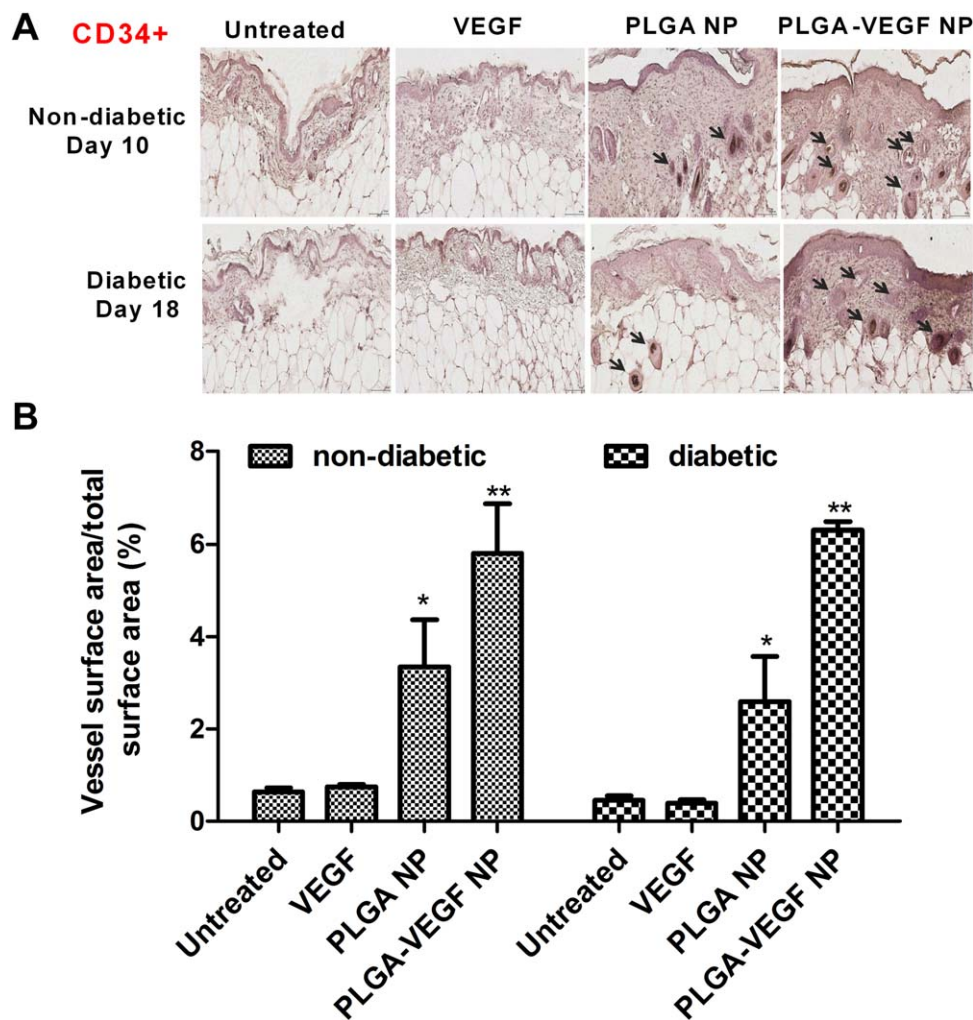 A
CD34+
Untreated
VEGF
PLGA NP
PLGA-VEGF NP
Non-diabetic
Day 10
Diabetic
Day 18
B
Vessel surface area/total
surface area (%)
8
6
4
2
0
non-diabetic
diabetic
*
**
*
**
Untreated
VEGF
PLGA NP
PLGA-VEGF NP
Untreated
VEGF
PLGA NP
PLGA-VEGF NP